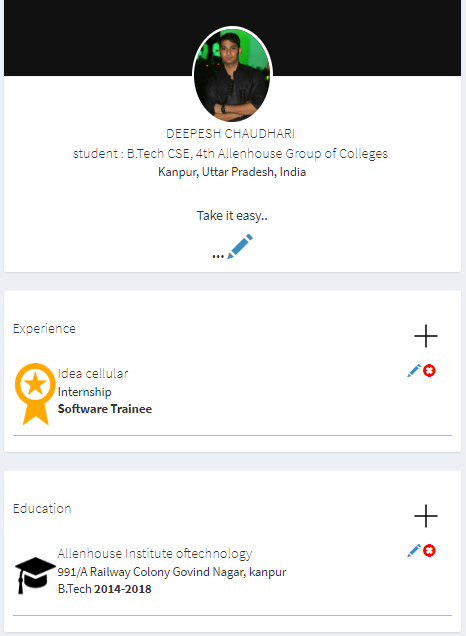 DEEPESH CHAUDHARI
student : B.Tech CSE, 4th Allenhouse Group of Colleges
Kanpur, Uttar Pradesh, India
Take it easy..
...
Experience
Idea cellular
Internship
Software Trainee
Education
Allenhouse Institute oftechnology
991/A Railway Colony Govind Nagar, kanpur
B.Tech 2014-2018